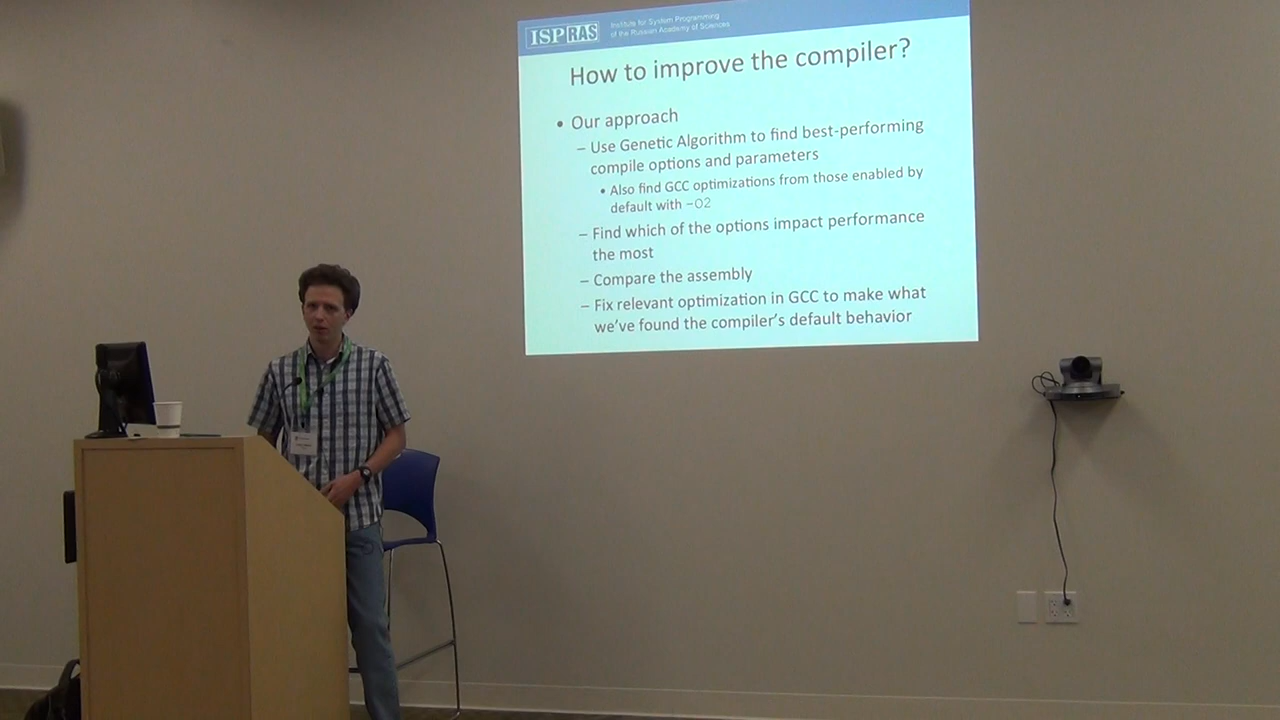 ISPRAS
Institute for System Programming
of the Russian Academy of Sciences
How to improve the compiler?
• Our approach
– Use Genetic Algorithm to find best-performing
compile options and parameters
• Also find GCC optimizations from those enabled by
default with -O2
– Find which of the options impact performance
the most
– Compare the assembly
– Fix relevant optimization in GCC to make what
we've found the compiler's default behavior